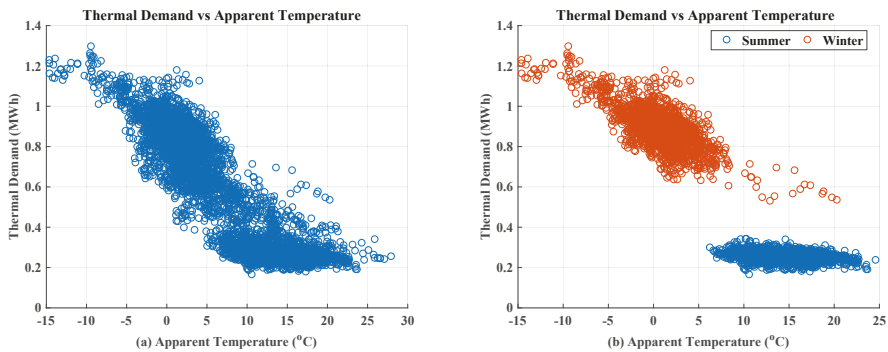 Thermal Demand vs Apparent Temperature
Thermal Demand (MWh)
1.4
1.2
1
0.8
0.6
0.4
0.2
0
-15 -10 -5 0 5 10 15 20 25 30
(a) Apparent Temperature (°C)
Thermal Demand vs Apparent Temperature
Summer Winter
Thermal Demand (MWh)
1.4
1.2
1
0.8
0.6
0.4
0.2
0
-15 -10 -5 0 5 10 15 20 25
(b) Apparent Temperature (°C)